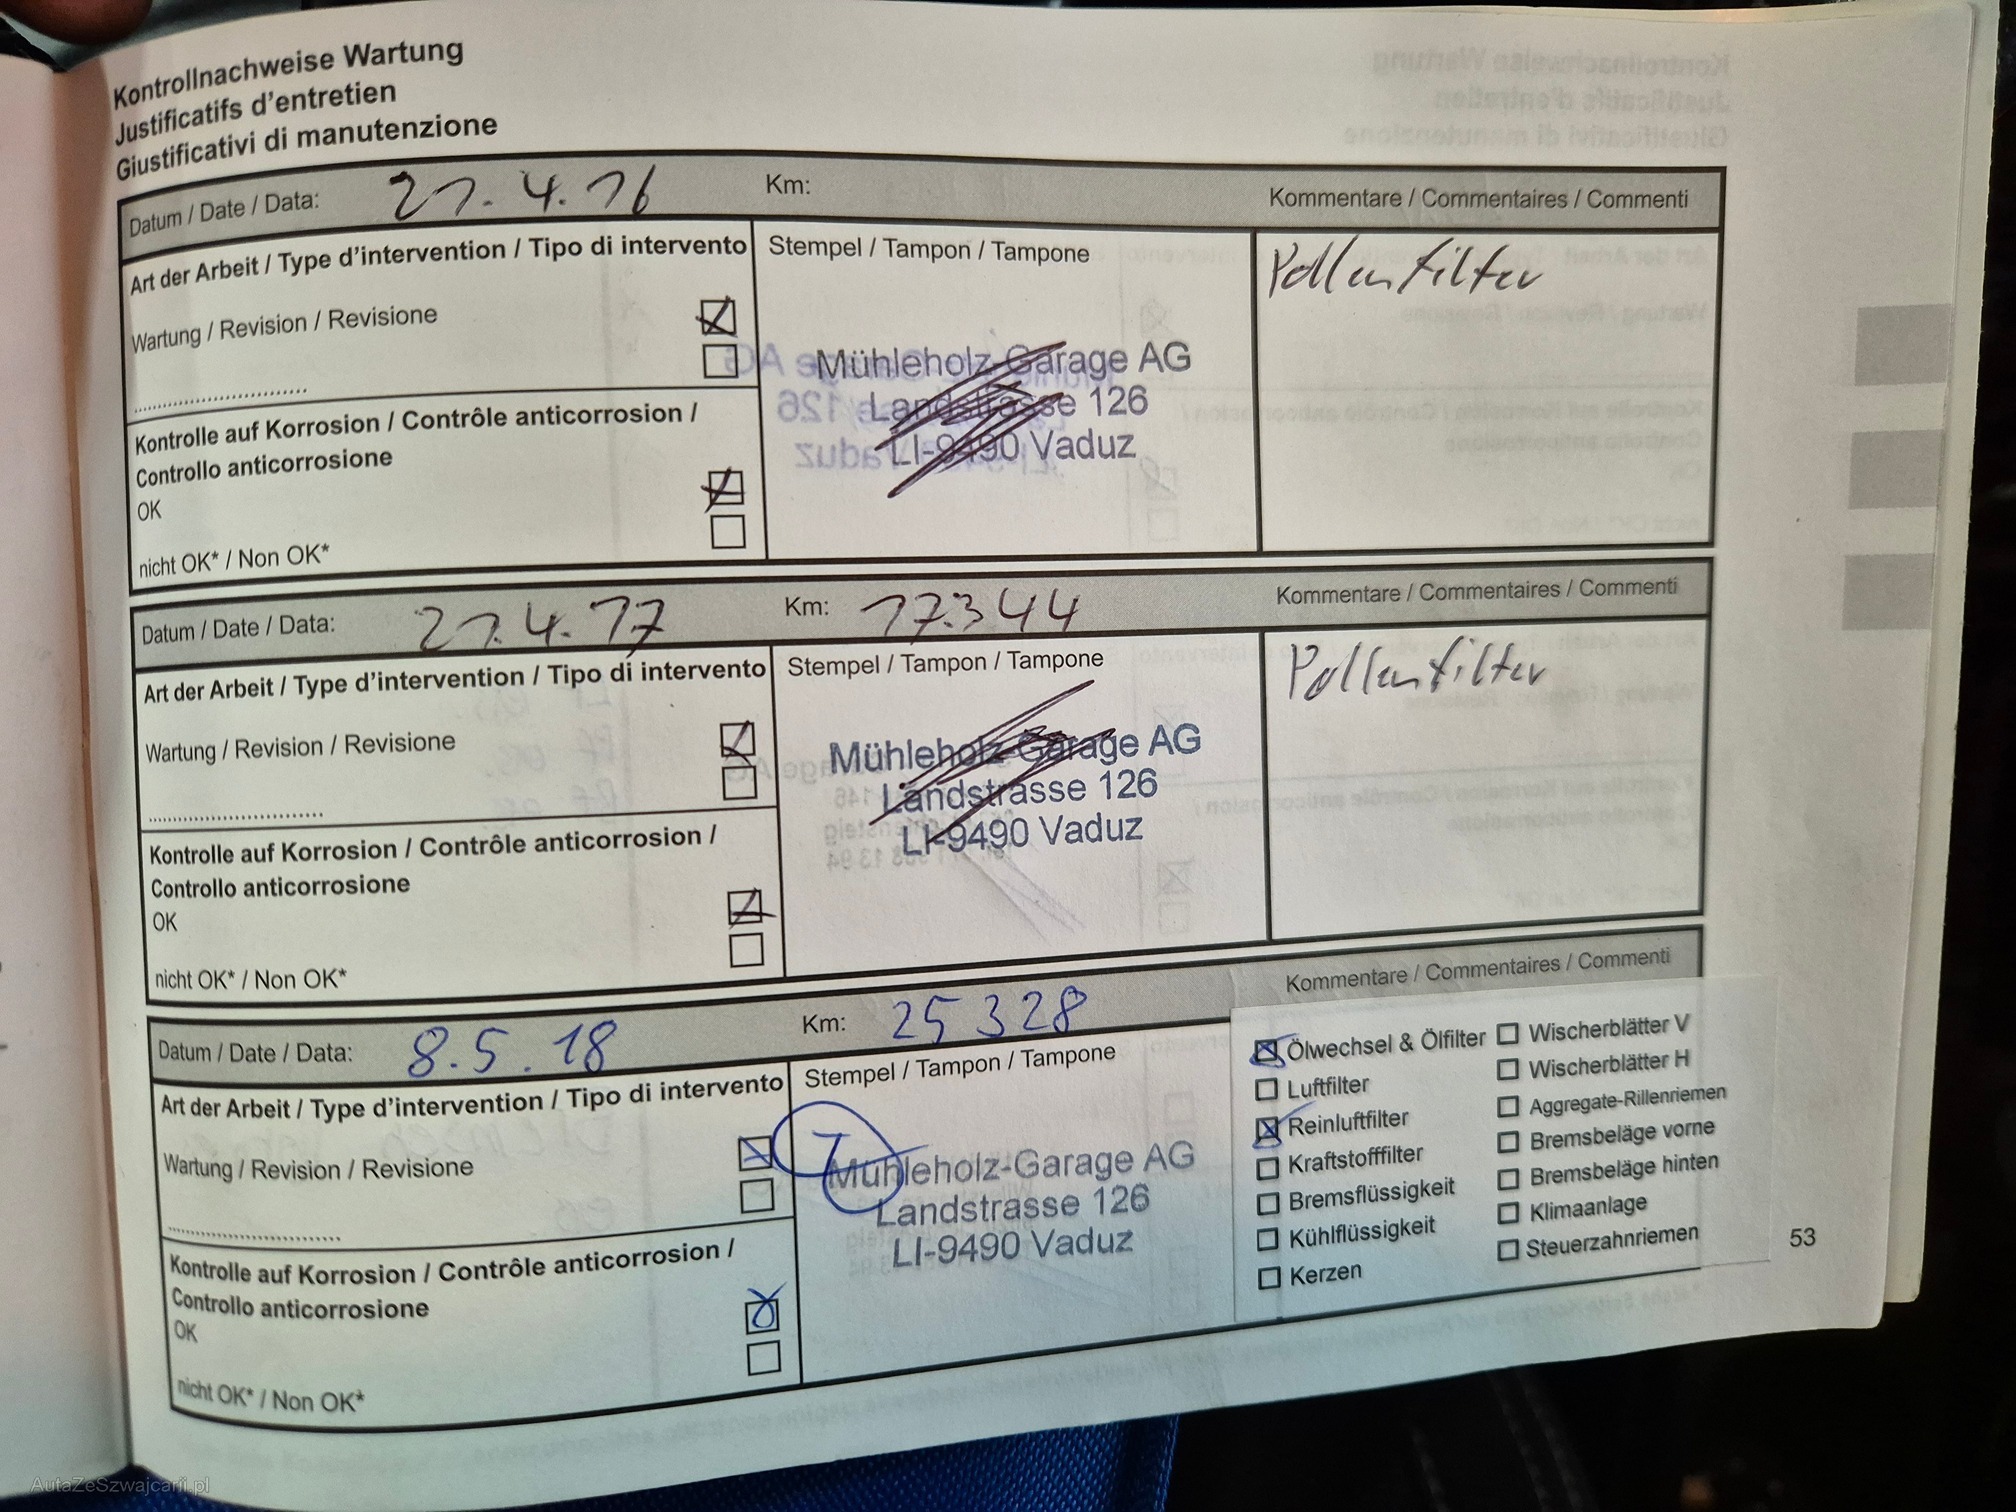 Kontrollnachweise Wartung
Justificatifs d'entretien
Giustificativi di manutenzione
Datum / Date / Data: 21.4.16 Km: Kommentare / Commentaires / Commenti
Art der Arbeit / Type d'intervention / Tipo di intervento Stempel / Tampon / Tampone Pollenfilter
Wartung / Revision / Revisione
Mühleholz-Garage AG
Landstrasse 126
LI-9490 Vaduz
Kontrolle auf Korrosion / Contrôle anticorrosion /
Controllo anticorrosione
OK
nicht OK* / Non OK*
Datum / Date / Data: 21.4.17 Km: 17.344 Kommentare / Commentaires / Commenti
Art der Arbeit / Type d'intervention / Tipo di intervento Stempel / Tampon / Tampone Pollenfilter
Wartung / Revision / Revisione
Mühleholz-Garage AG
Landstrasse 126
LI-9490 Vaduz
Kontrolle auf Korrosion / Contrôle anticorrosion /
Controllo anticorrosione
OK
nicht OK* / Non OK*
Datum / Date / Data: 8.5.18 Km: 25 328 Kommentare / Commentaires / Commenti
Art der Arbeit / Type d'intervention / Tipo di intervento Stempel / Tampon / Tampone
Wartung / Revision / Revisione
Mühleholz-Garage AG
Landstrasse 126
LI-9490 Vaduz
Kontrolle auf Korrosion / Contrôle anticorrosion /
Controllo anticorrosione
OK
nicht OK* / Non OK*
Ölwechsel & Ölfilter
Luftfilter
Reinluftfilter
Kraftstofffilter
Bremsflüssigkeit
Kühlflüssigkeit
Kerzen
Wischerblätter V
Wischerblätter H
Aggregate-Rillenriemen
Bremsbeläge vorne
Bremsbeläge hinten
Klimaanlage
Steuerzahnriemen
53
AutaZeSzwajcarii.pl